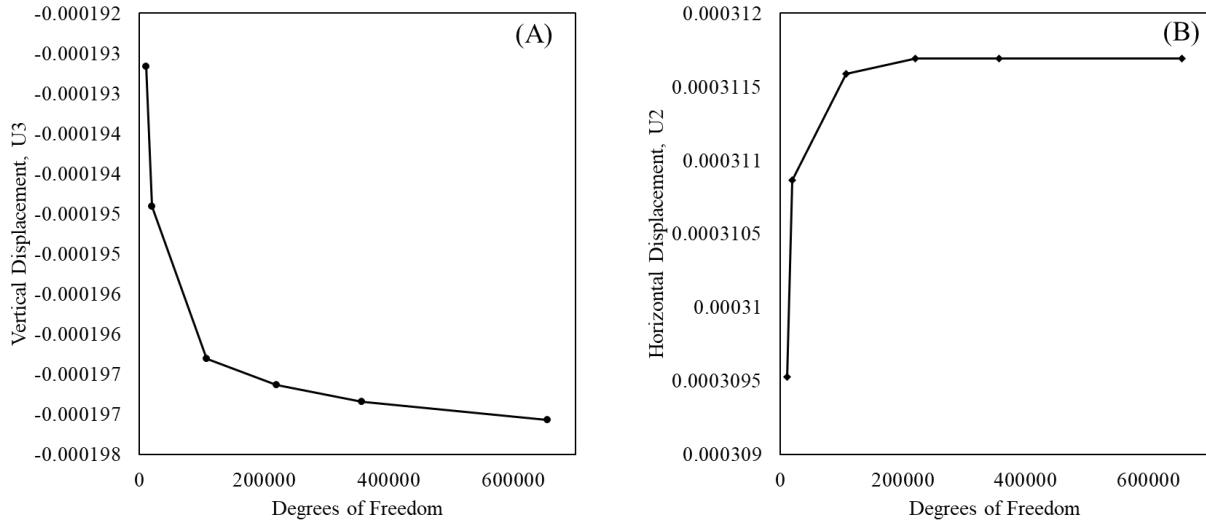 (A)
Vertical Displacement, U3
-0.000192
-0.000193
-0.000193
-0.000194
-0.000194
-0.000195
-0.000195
-0.000196
-0.000196
-0.000197
-0.000197
-0.000198
0 200000 400000 600000
Degrees of Freedom
(B)
Horizontal Displacement, U2
0.000312
0.0003115
0.000311
0.0003105
0.00031
0.0003095
0.000309
0 200000 400000 600000
Degrees of Freedom